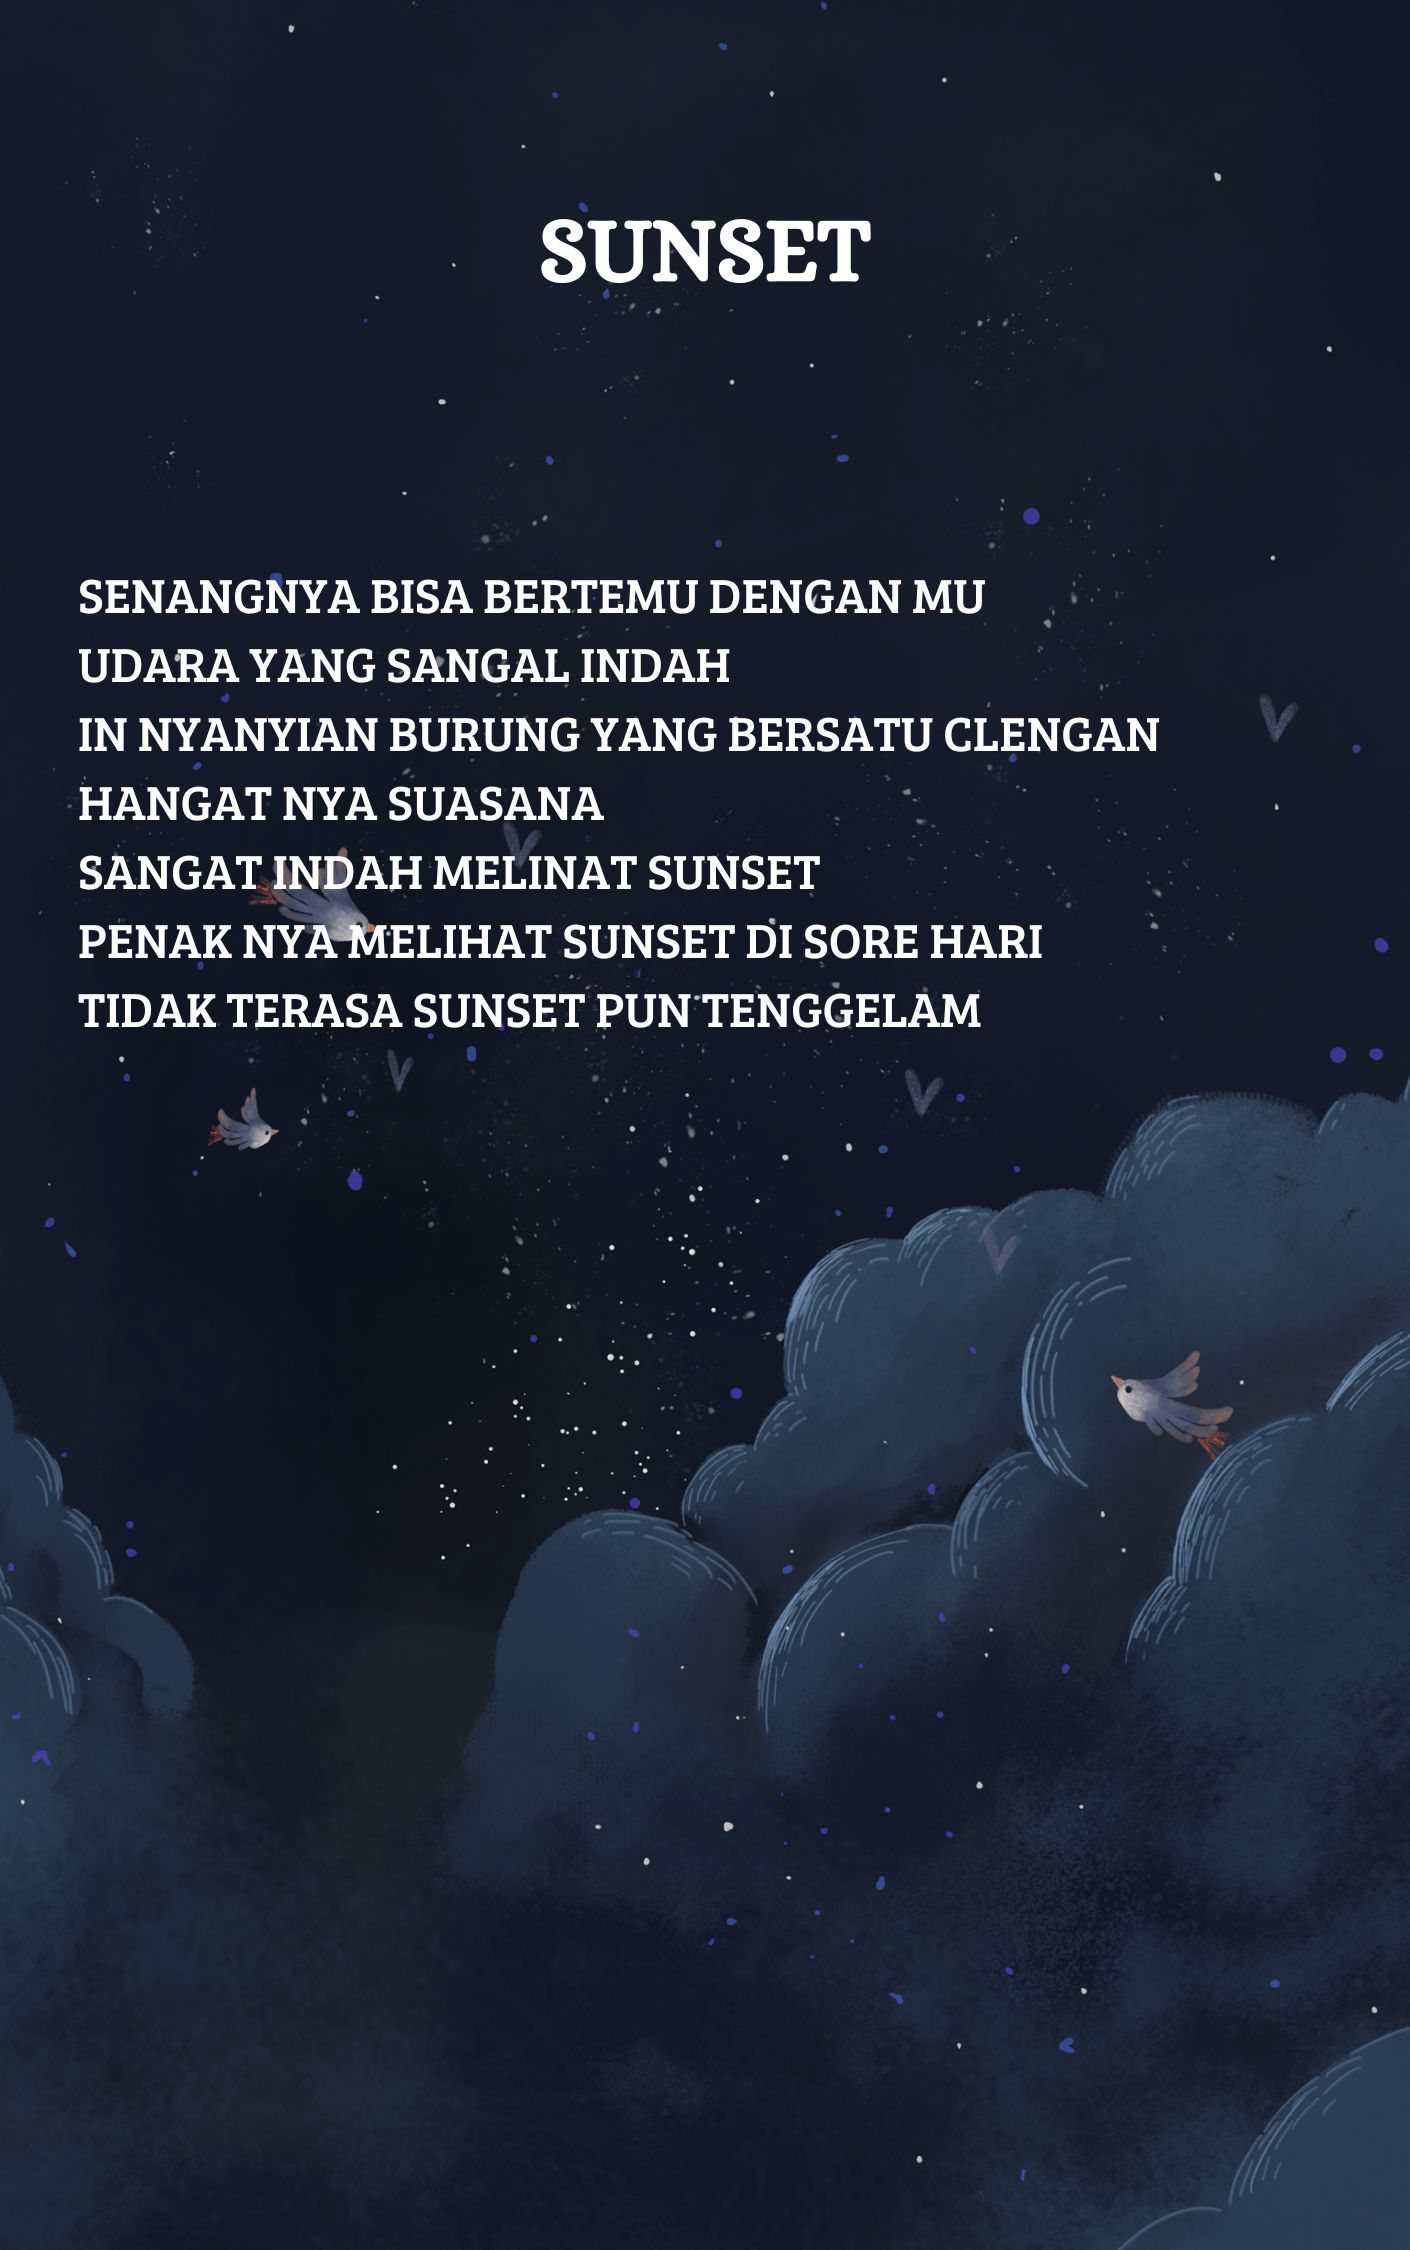 SUNSET
SENANGNYA BISA BERTEMU DENGAN MU
UDARA YANG SANGAL INDAH
IN NYANYIAN BURUNG YANG BERSATU CLENGAN
HANGAT NYA SUASANA
SANGAT INDAH MELINAT SUNSET
PENAK NYA MELIHAT SUNSET DI SORE HARI
TIDAK TERASA SUNSET PUN TENGGELAM